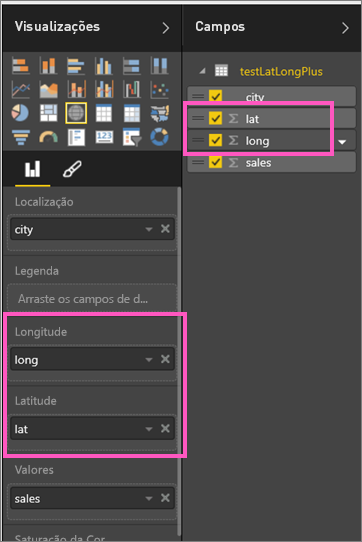 Visualizações
Campos
testLatLongPlus
city
lat
long
sales
Localização
city
Legenda
Arraste os campos de d...
Longitude
long
Latitude
lat
Valores
sales
Saturação da Cor